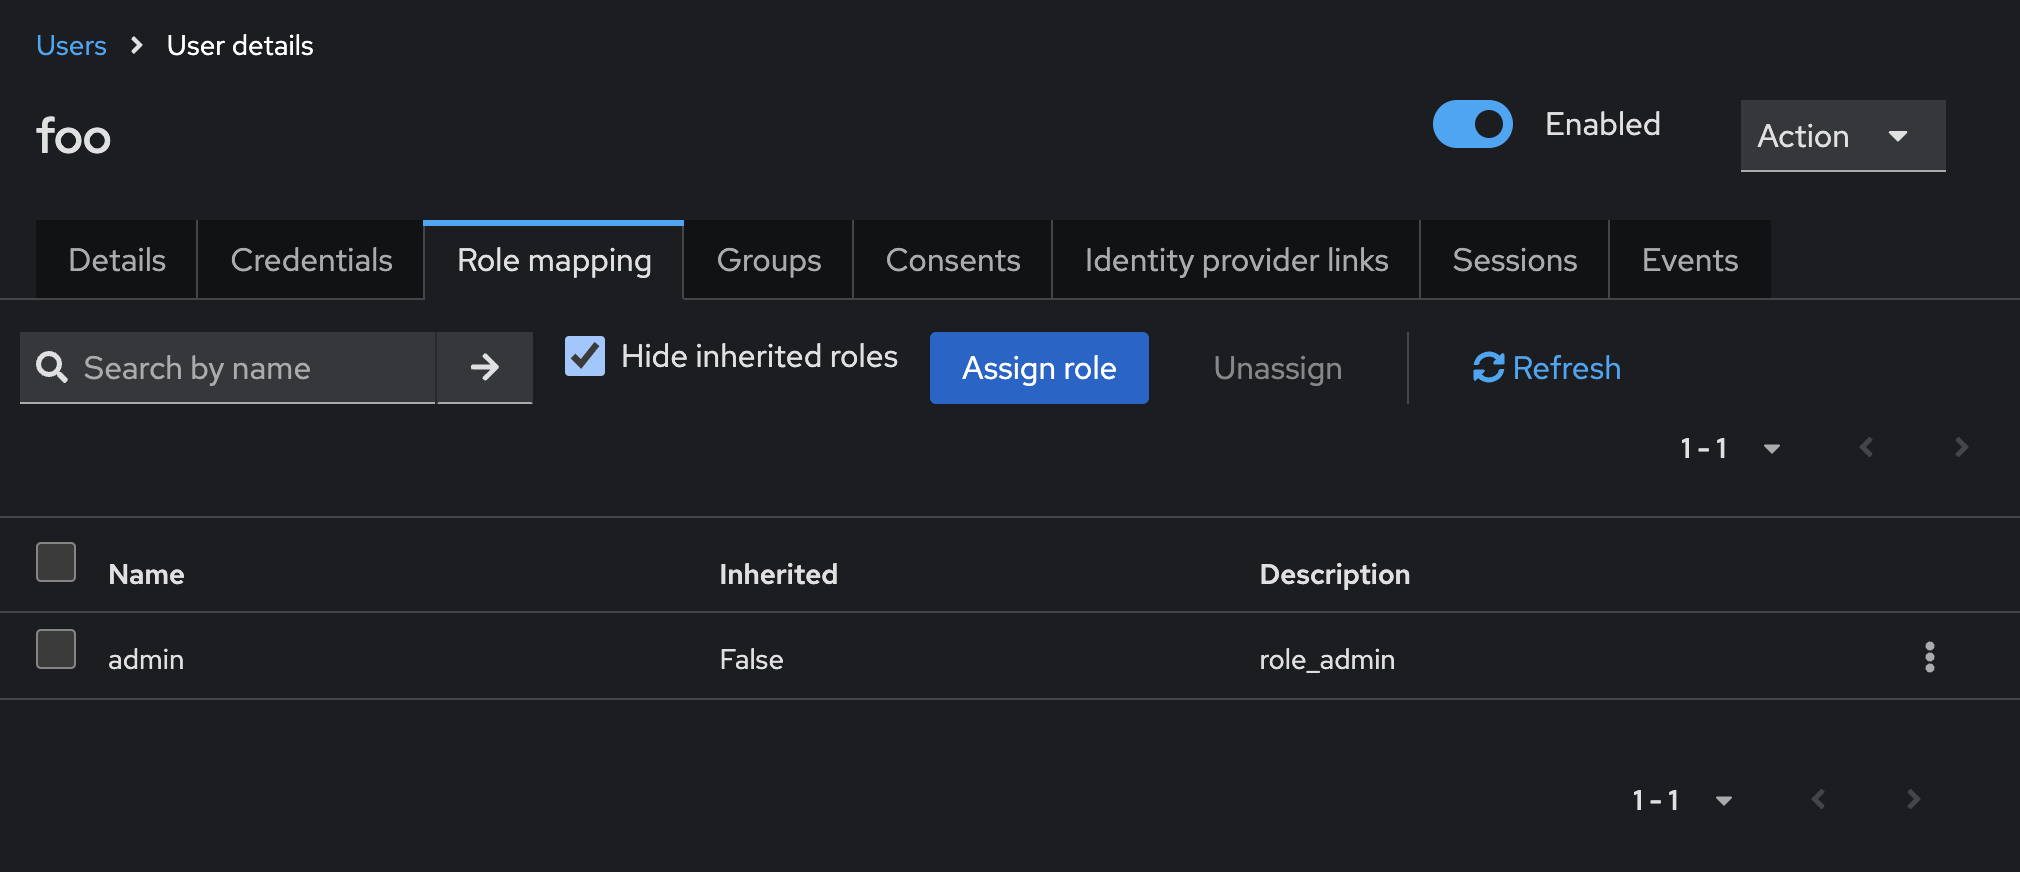 Users > User details
foo
Enabled
Action
Details Credentials Role mapping Groups Consents Identity provider links Sessions Events
Search by name
Hide inherited roles
Assign role
Unassign
Refresh
1 - 1
Name Inherited Description
admin False role_admin
1 - 1